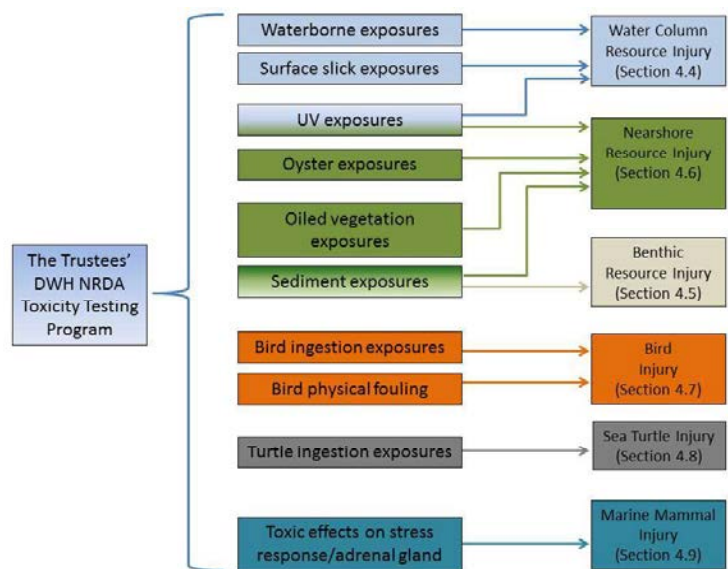 The Trustees'
DWH NRDA
Toxicity Testing
Program
Waterborne exposures
Surface slick exposures
UV exposures
Oyster exposures
Oiled vegetation
exposures
Sediment exposures
Bird ingestion exposures
Bird physical fouling
Turtle ingestion exposures
Toxic effects on stress
response/adrenal gland
Water Column
Resource Injury
(Section 4.4)
Nearshore
Resource Injury
(Section 4.6)
Benthic
Resource Injury
(Section 4.5)
Bird
Injury
(Section 4.7)
Sea Turtle Injury
(Section 4.8)
Marine Mammal
Injury
(Section 4.9)